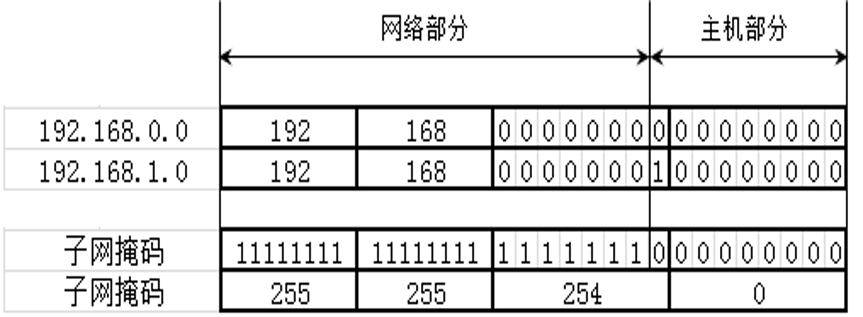 网络部分 主机部分
192.168.0.0 192 168 0 0 0 0 0 0 0 0 0 0 0 0 0 0 0 0
192.168.1.0 192 168 0 0 0 0 0 0 0 1 0 0 0 0 0 0 0 0
子网掩码 11111111 11111111 1 1 1 1 1 1 1 0 0 0 0 0 0 0 0 0
子网掩码 255 255 254 0